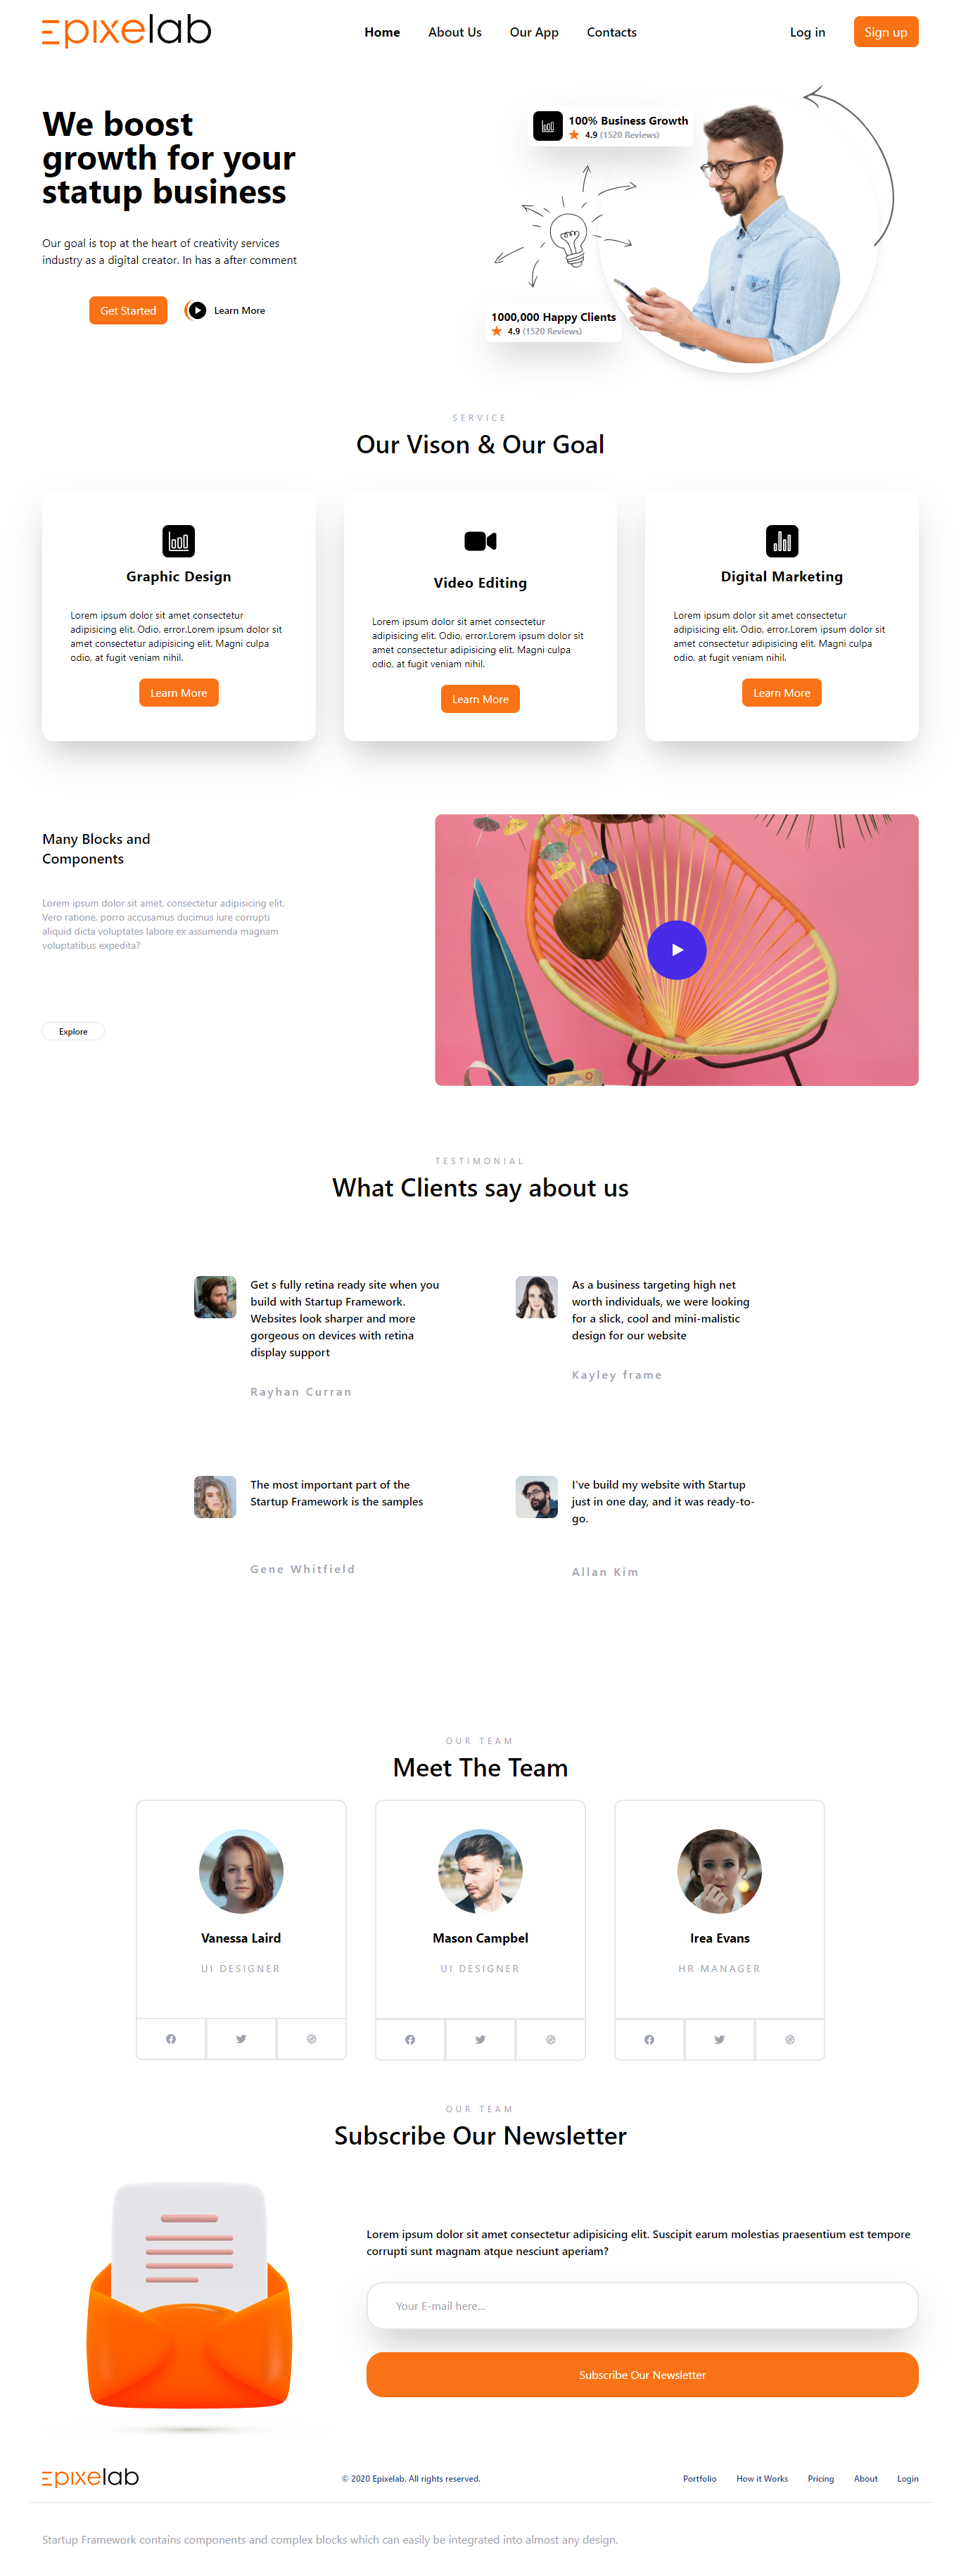 Epixelab
Home About Us Our App Contacts
Log in Sign up
We boost
growth for your
statup business
Our goal is top at the heart of creativity services
industry as a digital creator. In has a after comment
Get Started Learn More
100% Business Growth
4.9 (1520 Reviews)
1000,000 Happy Clients
4.9 (1520 Reviews)
SERVICE
Our Vison & Our Goal
Graphic Design
Lorem ipsum dolor sit amet consectetur
adipisicing elit. Odio, error.Lorem ipsum dolor sit
amet consectetur adipisicing elit. Magni culpa
odio, at fugit veniam nihil.
Learn More
Video Editing
Lorem ipsum dolor sit amet consectetur
adipisicing elit. Odio, error.Lorem ipsum dolor sit
amet consectetur adipisicing elit. Magni culpa
odio, at fugit veniam nihil.
Learn More
Digital Marketing
Lorem ipsum dolor sit amet consectetur
adipisicing elit. Odio, error.Lorem ipsum dolor sit
amet consectetur adipisicing elit. Magni culpa
odio, at fugit veniam nihil.
Learn More
Many Blocks and
Components
Lorem ipsum dolor sit amet, consectetur adipisicing elit.
Vero ratione, porro accusamus ducimus iure corrupti
aliquid dicta voluptates labore ex assumenda magnam
voluptatibus expedita?
Explore
TESTIMONIAL
What Clients say about us
Get s fully retina ready site when you
build with Startup Framework.
Websites look sharper and more
gorgeous on devices with retina
display support
Rayhan Curran
As a business targeting high net
worth individuals, we were looking
for a slick, cool and mini-malistic
design for our website
Kayley frame
The most important part of the
Startup Framework is the samples
Gene Whitfield
I've build my website with Startup
just in one day, and it was ready-to-
go.
Allan Kim
OUR TEAM
Meet The Team
Vanessa Laird
UI DESIGNER
Mason Campbel
UI DESIGNER
Irea Evans
HR MANAGER
OUR TEAM
Subscribe Our Newsletter
Lorem ipsum dolor sit amet consectetur adipisicing elit. Suscipit earum molestias praesentium est tempore
corrupti sunt magnam atque nesciunt aperiam?
Your E-mail here...
Subscribe Our Newsletter
Epixelab
© 2020 Epixelab. All rights reserved.
Portfolio How it Works Pricing About Login
Startup Framework contains components and complex blocks which can easily be integrated into almost any design.